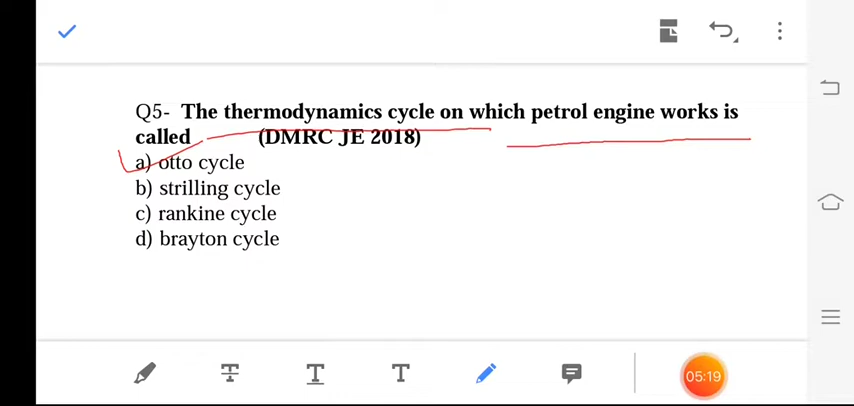 Q5- The thermodynamics cycle on which petrol engine works is
called (DMRC JE 2018)
a) otto cycle
b) strilling cycle
c) rankine cycle
d) brayton cycle
T T T 05:19